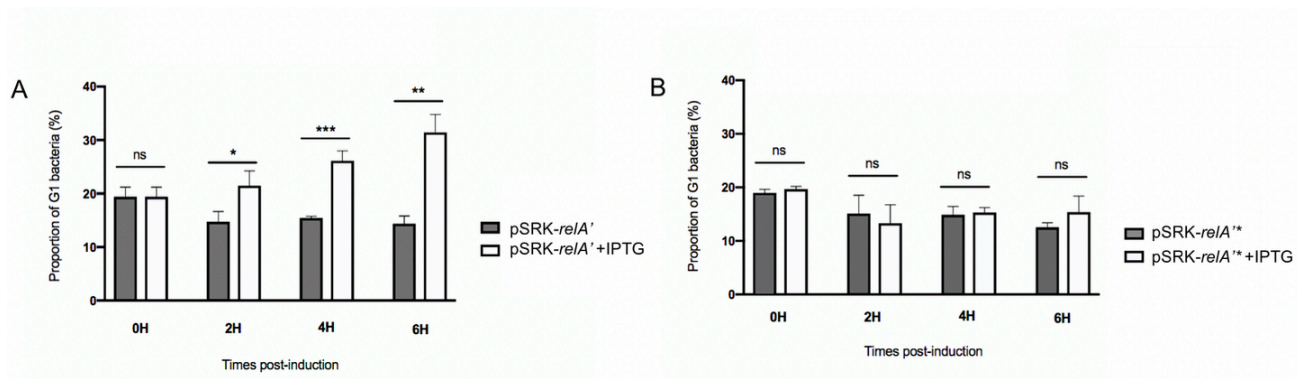 A
Proportion of G1 bacteria (%)
40
30
20
10
0
ns
*
***
**
0H
2H
4H
6H
Times post-induction
pSRK-relA’
pSRK-relA’ +IPTG
B
Proportion of G1 bacteria (%)
40
30
20
10
0
ns
ns
ns
ns
0H
2H
4H
6H
Times post-induction
pSRK-relA’*
pSRK-relA’* +IPTG